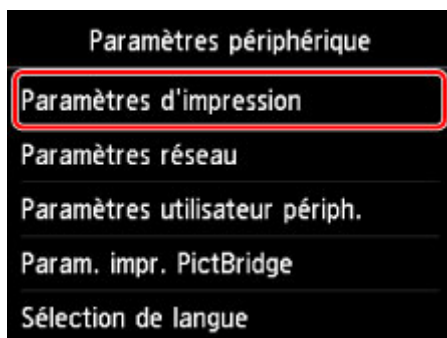 Paramètres périphérique
Paramètres d'impression
Paramètres réseau
Paramètres utilisateur périph.
Param. impr. PictBridge
Sélection de langue